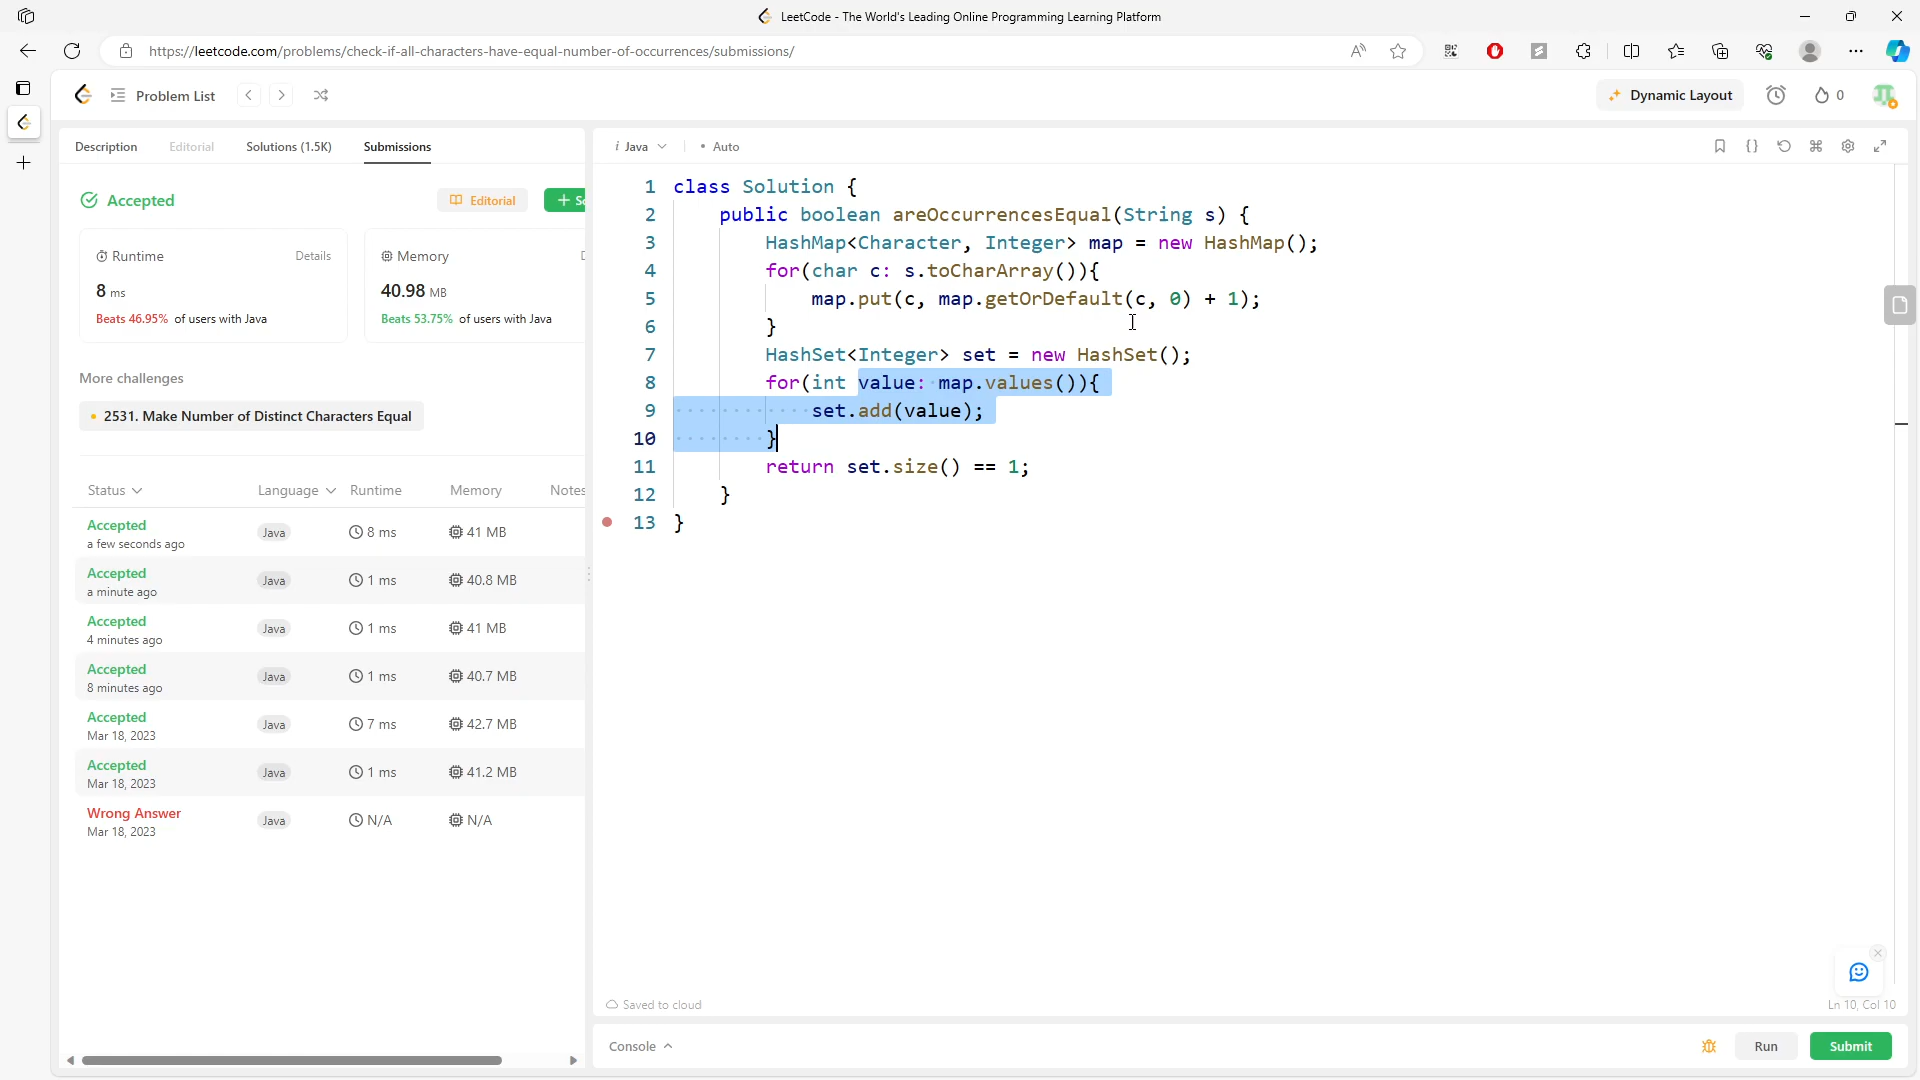 LeetCode - The World's Leading Online Programming Learning Platform
https://leetcode.com/problems/check-if-all-characters-have-equal-number-of-occurrences/submissions/
Problem List
Dynamic Layout
0
Description
Editorial
Solutions (1.5K)
Submissions
Accepted
Editorial
Runtime
Details
8 ms
Beats 46.95% of users with Java
Memory
40.98 MB
Beats 53.75% of users with Java
More challenges
2531. Make Number of Distinct Characters Equal
Status Language Runtime Memory Notes
Accepted
a few seconds ago
Java 8 ms 41 MB
Accepted
a minute ago
Java 1 ms 40.8 MB
Accepted
4 minutes ago
Java 1 ms 41 MB
Accepted
8 minutes ago
Java 1 ms 40.7 MB
Accepted
Mar 18, 2023
Java 7 ms 42.7 MB
Accepted
Mar 18, 2023
Java 1 ms 41.2 MB
Wrong Answer
Mar 18, 2023
Java N/A N/A
i Java • Auto
1 class Solution {
2 public boolean areOccurrencesEqual(String s) {
3 HashMap<Character, Integer> map = new HashMap();
4 for(char c: s.toCharArray()){
5 map.put(c, map.getOrDefault(c, 0) + 1);
6 }
7 HashSet<Integer> set = new HashSet();
8 for(int value: map.values()){
9 set.add(value);
10 }
11 return set.size() == 1;
12 }
13 }
Saved to cloud
Ln 10, Col 10
Console
Run
Submit